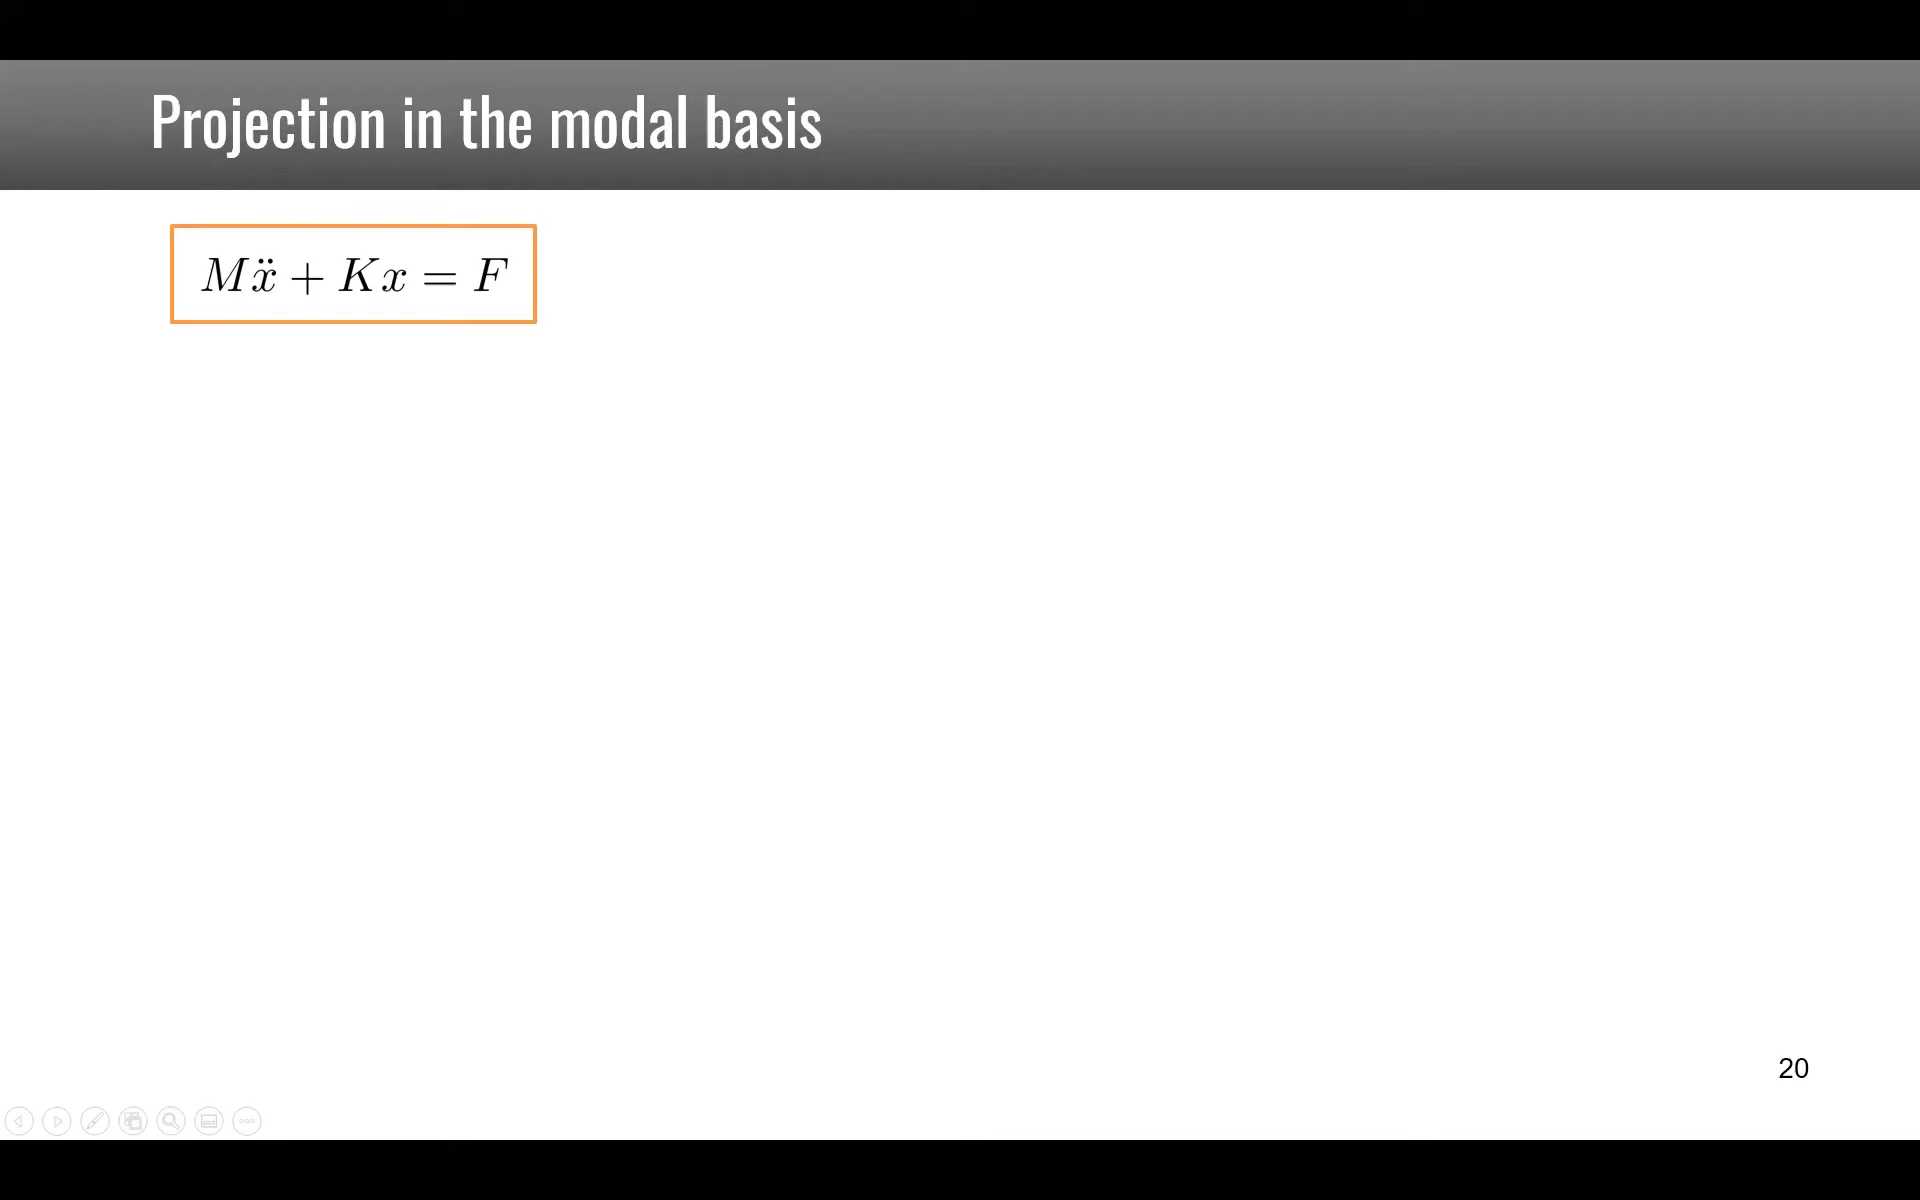 Projection in the modal basis
Mẍ + Kx = F
20